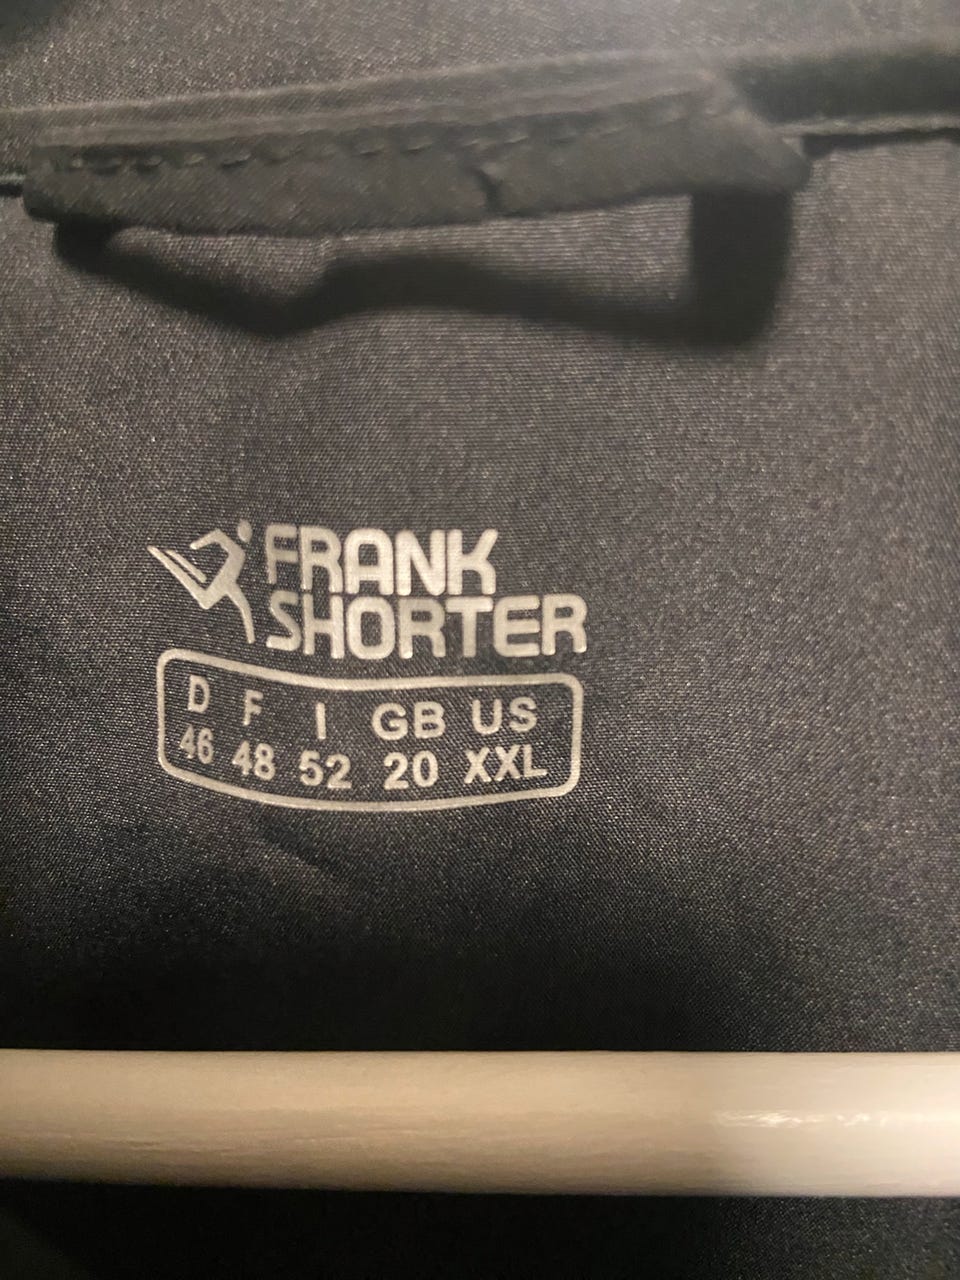 FRANK
SHORTER
D F I GB US
46 48 52 20 XXL